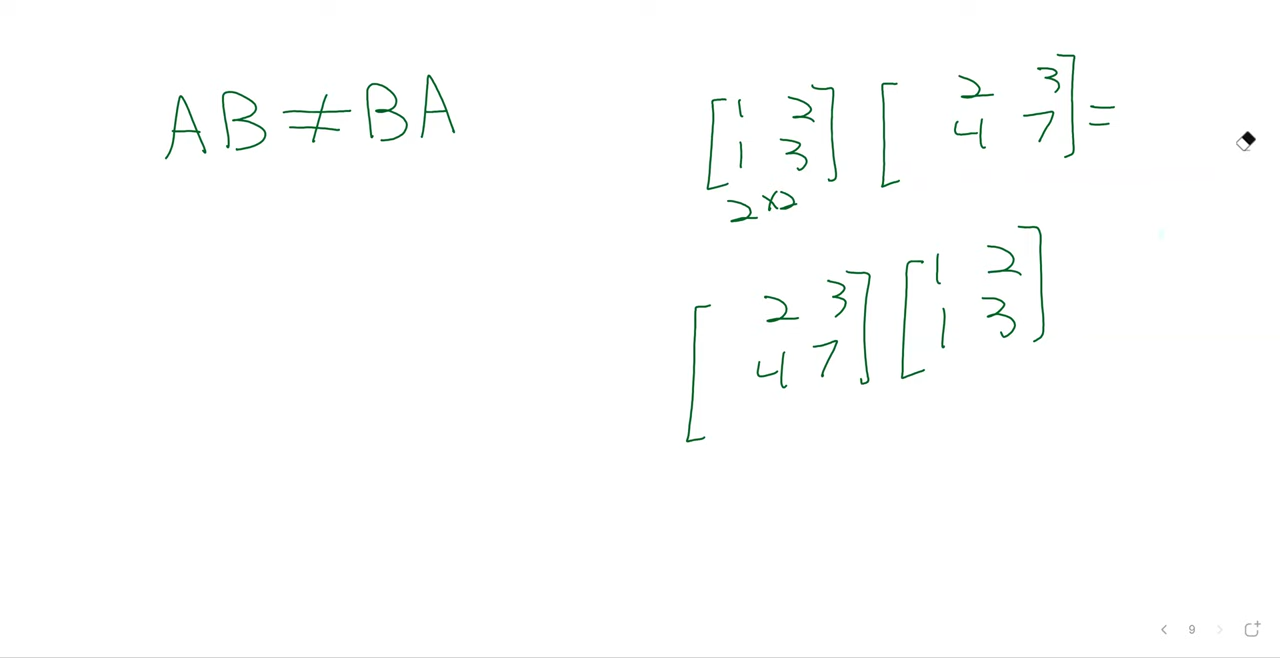 AB ≠ BA
[1 2 [2 3
1 3] 4 7] =
2×2
[2 3 [1 2
4 7] 1 3]
9